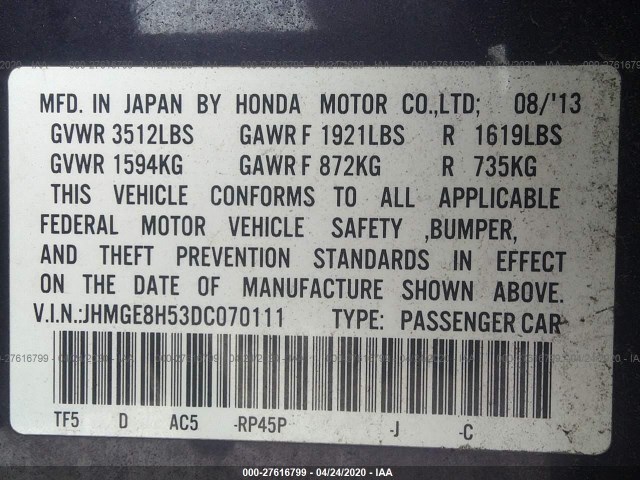 MFD. IN JAPAN BY HONDA MOTOR CO.,LTD; 08/'13
GVWR 3512LBS GAWR F 1921LBS R 1619LBS
GVWR 1594KG GAWR F 872KG R 735KG
THIS VEHICLE CONFORMS TO ALL APPLICABLE
FEDERAL MOTOR VEHICLE SAFETY ,BUMPER,
AND THEFT PREVENTION STANDARDS IN EFFECT
ON THE DATE OF MANUFACTURE SHOWN ABOVE.
V.I.N.:JHMGE8H53DC070111 TYPE: PASSENGER CAR
TF5 D AC5 -RP45P -J -C
000-27616799 - 04/24/2020 - IAA